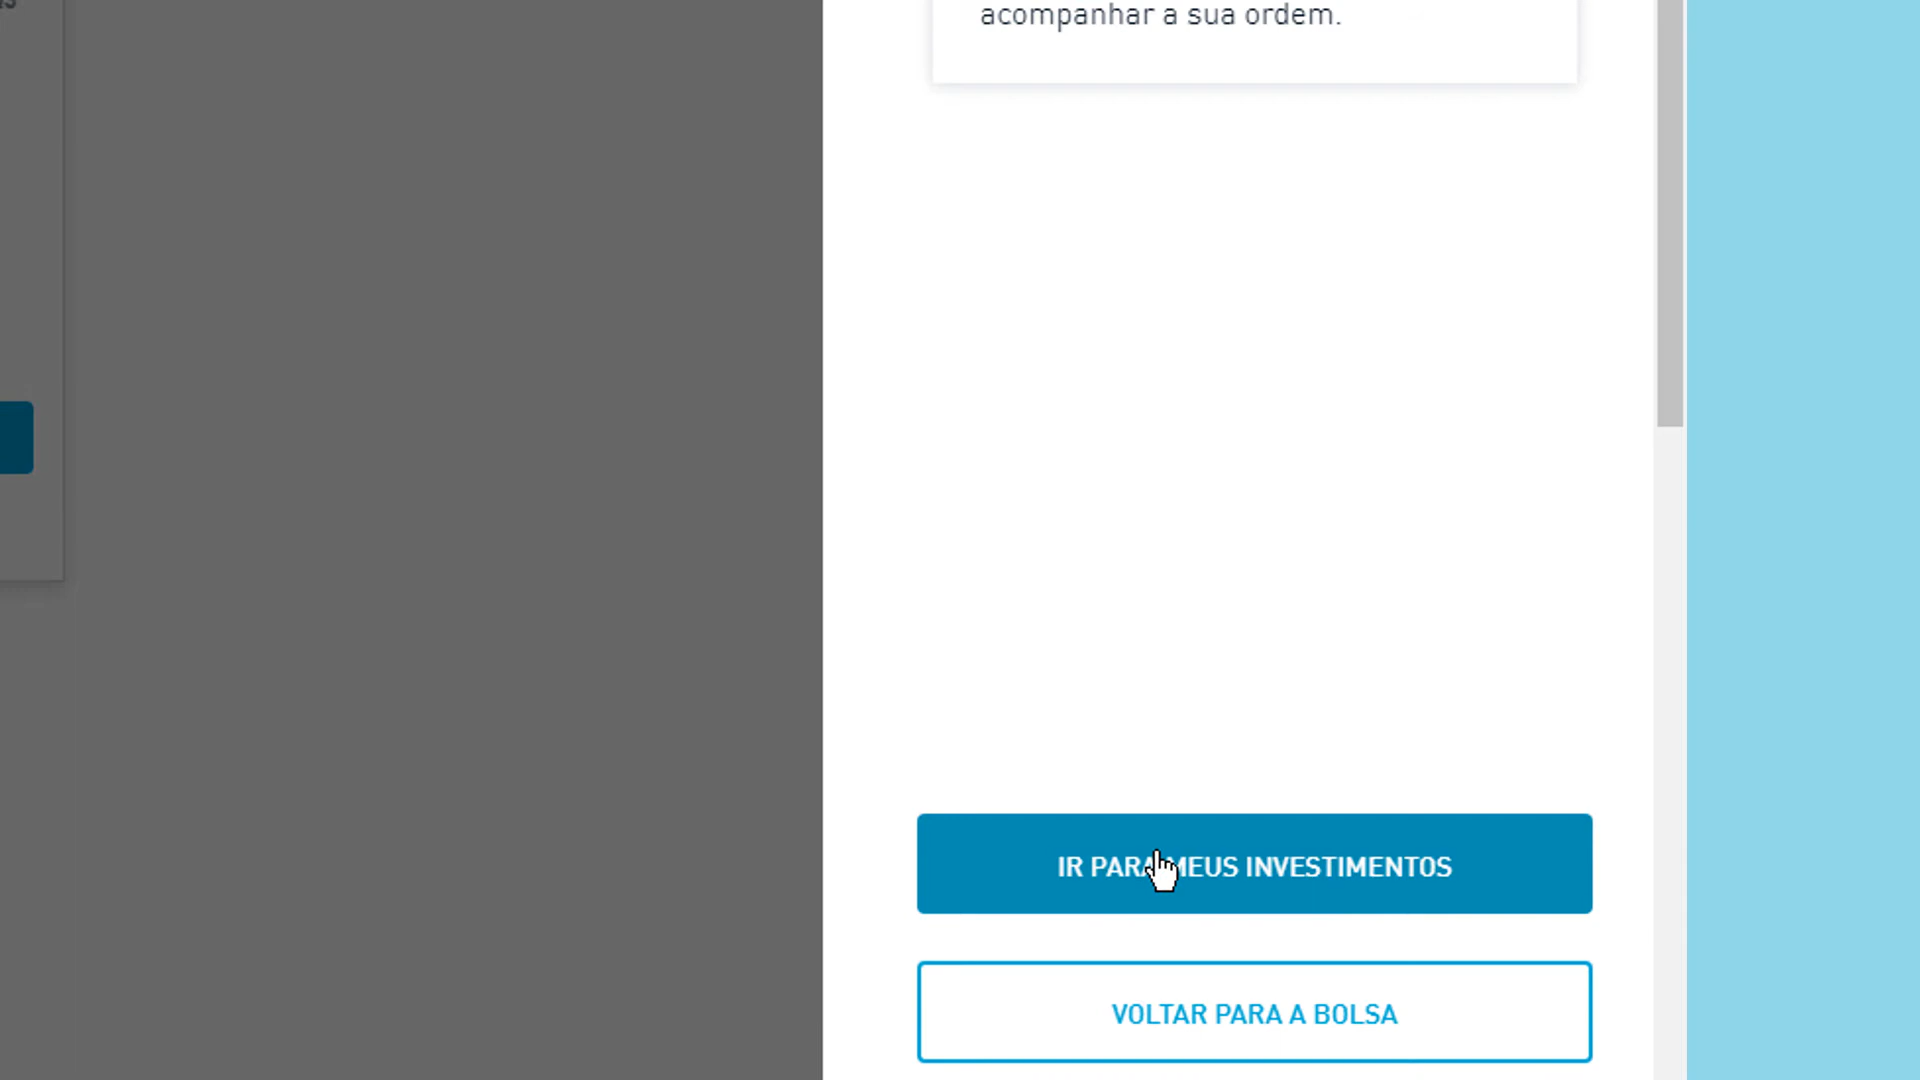 acompanhar a sua ordem.
IR PARA MEUS INVESTIMENTOS
VOLTAR PARA A BOLSA